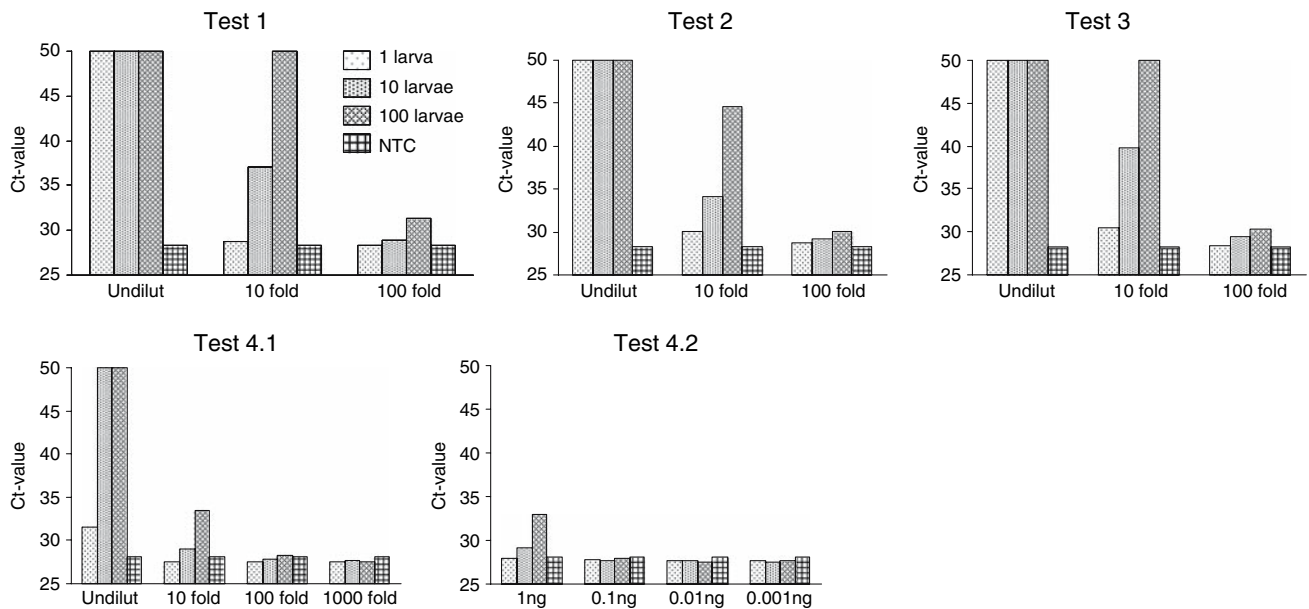 Test 1
Ct-value
50
45
40
35
30
25
1 larva
10 larvae
100 larvae
NTC
Undilut 10 fold 100 fold
Test 2
Ct-value
50
45
40
35
30
25
Undilut 10 fold 100 fold
Test 3
Ct-value
50
45
40
35
30
25
Undilut 10 fold 100 fold
Test 4.1
Ct-value
50
45
40
35
30
25
Undilut 10 fold 100 fold 1000 fold
Test 4.2
Ct-value
50
45
40
35
30
25
1ng 0.1ng 0.01ng 0.001ng